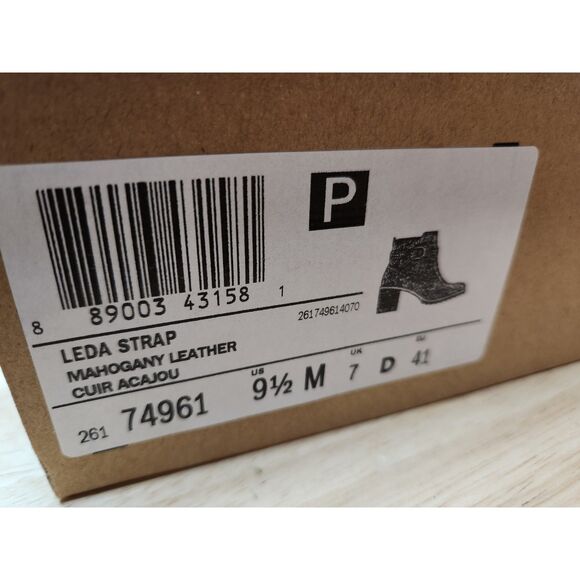 P
8 89003 43158 1
261749614070
LEDA STRAP
MAHOGANY LEATHER
CUIR ACAJOU
US UK EU
261 74961 9½ M 7 D 41